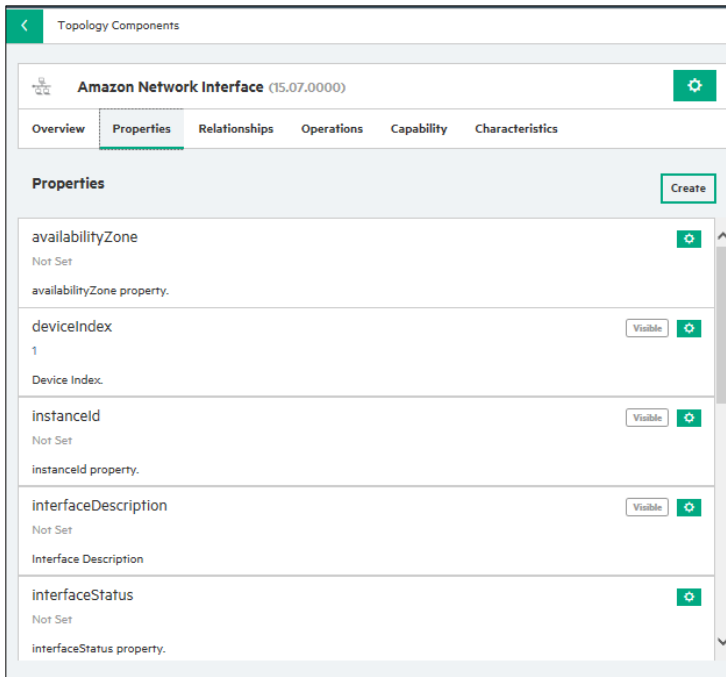 Topology Components
Amazon Network Interface (15.07.0000)
Overview Properties Relationships Operations Capability Characteristics
Properties
Create
availabilityZone
Not Set
availabilityZone property.
deviceIndex
Visible
1
Device Index.
instanceId
Visible
Not Set
instanceId property.
interfaceDescription
Visible
Not Set
Interface Description
interfaceStatus
Not Set
interfaceStatus property.